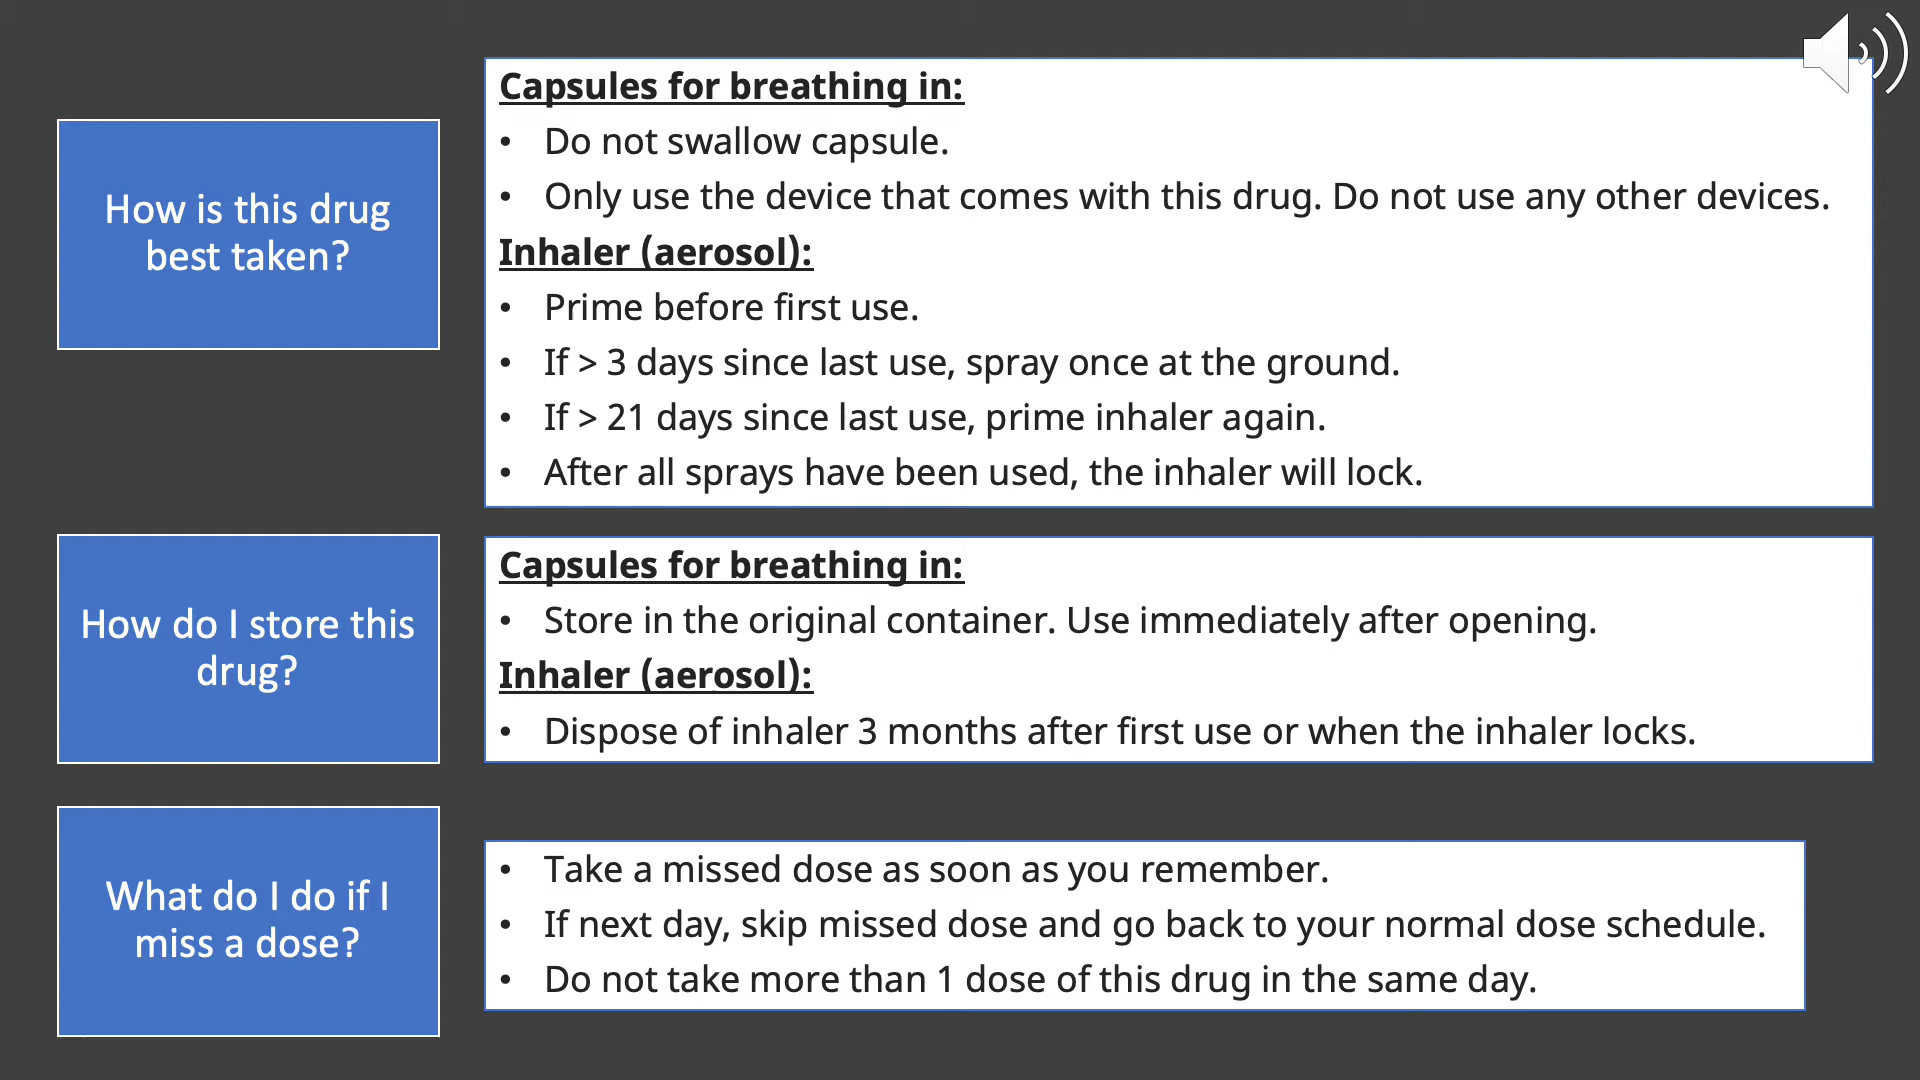 How is this drug
best taken?
Capsules for breathing in:
• Do not swallow capsule.
• Only use the device that comes with this drug. Do not use any other devices.
Inhaler (aerosol):
• Prime before first use.
• If > 3 days since last use, spray once at the ground.
• If > 21 days since last use, prime inhaler again.
• After all sprays have been used, the inhaler will lock.
How do I store this
drug?
Capsules for breathing in:
• Store in the original container. Use immediately after opening.
Inhaler (aerosol):
• Dispose of inhaler 3 months after first use or when the inhaler locks.
What do I do if I
miss a dose?
• Take a missed dose as soon as you remember.
• If next day, skip missed dose and go back to your normal dose schedule.
• Do not take more than 1 dose of this drug in the same day.